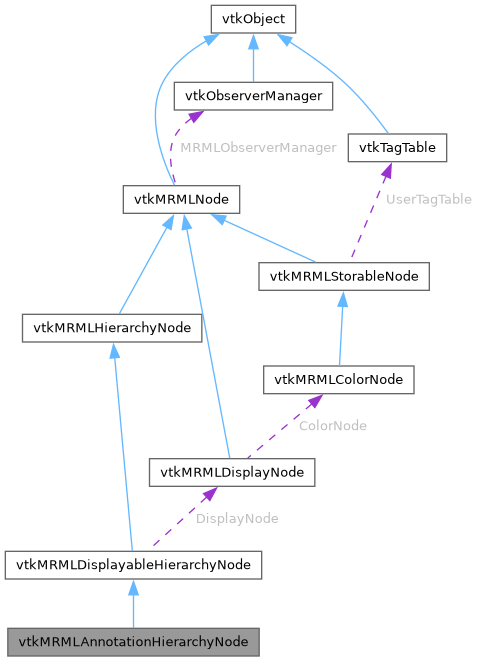 vtkObject
vtkObserverManager
MRMLObserverManager
vtkTagTable
vtkMRMLNode
UserTagTable
vtkMRMLStorableNode
vtkMRMLHierarchyNode
vtkMRMLColorNode
ColorNode
vtkMRMLDisplayNode
DisplayNode
vtkMRMLDisplayableHierarchyNode
vtkMRMLAnnotationHierarchyNode